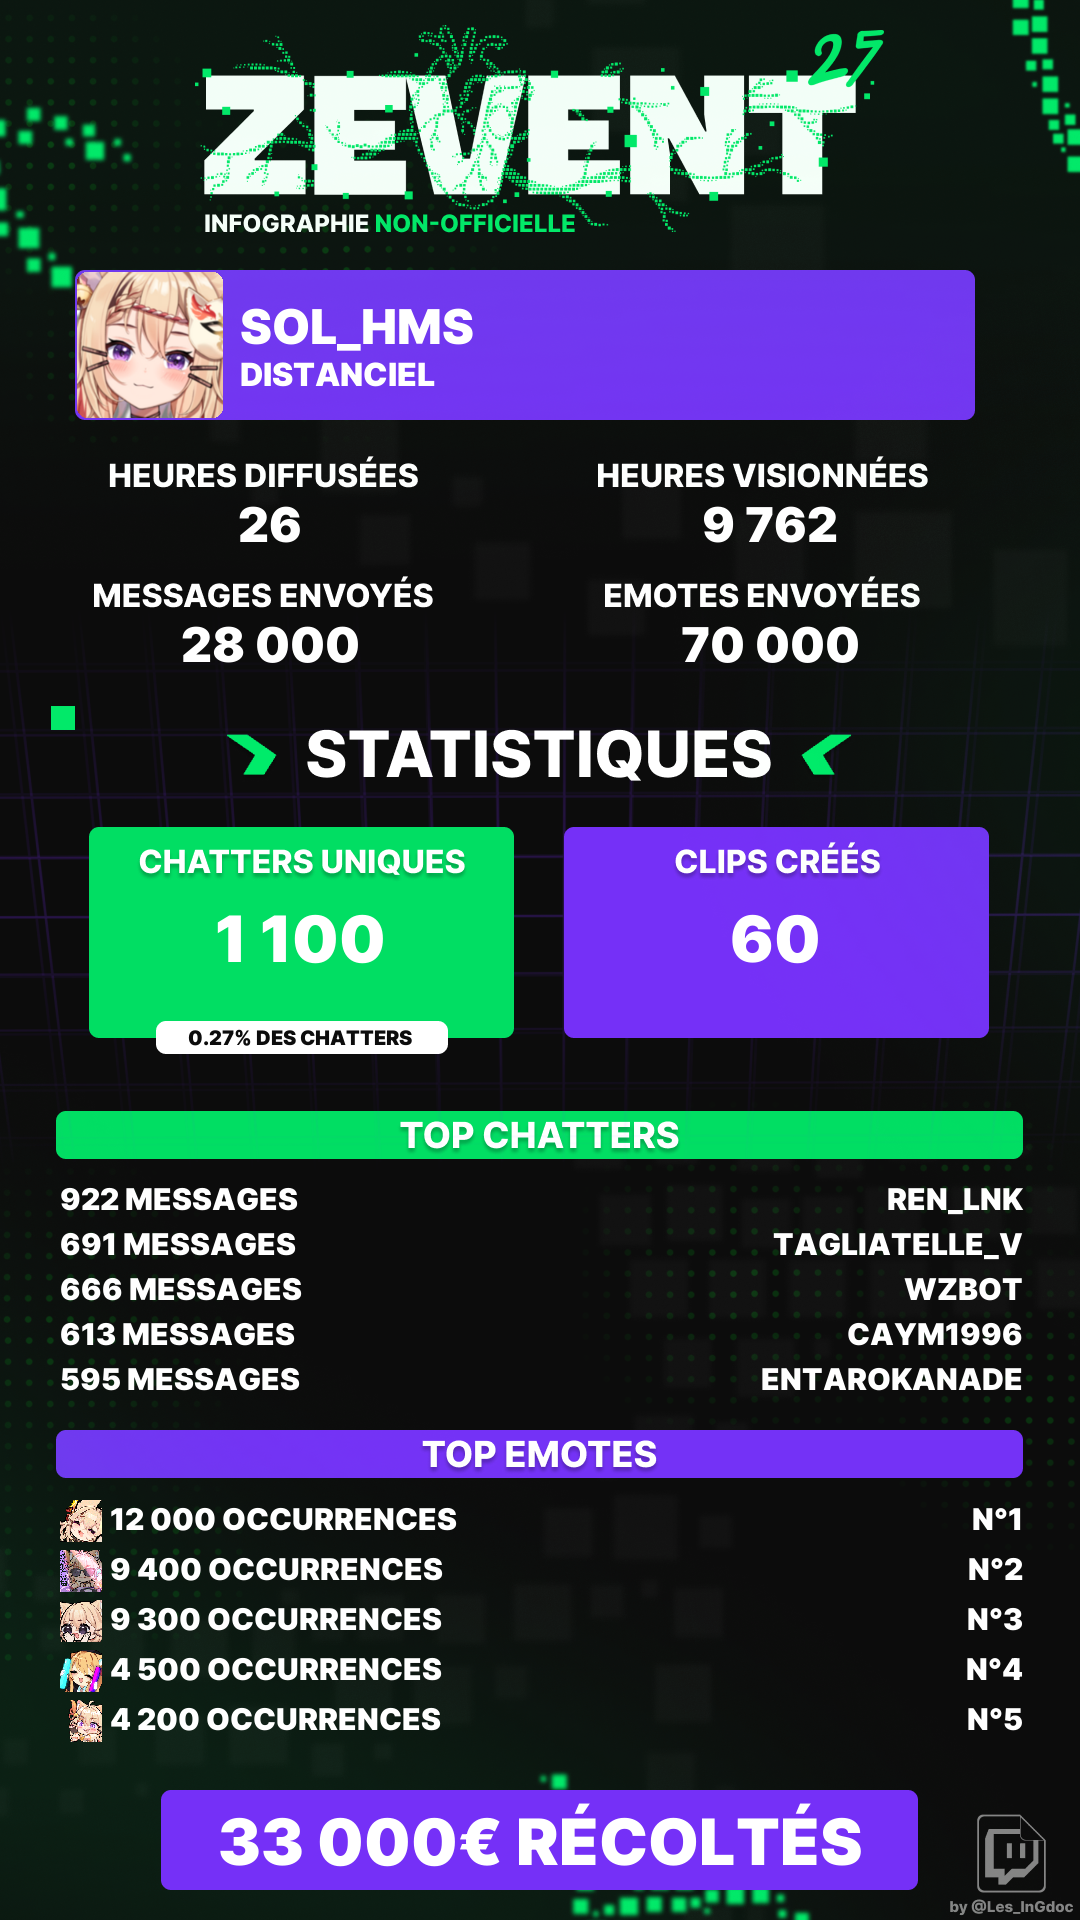 ZEVENT 25
INFOGRAPHIE NON-OFFICIELLE
SOL_HMS
DISTANCIEL
HEURES DIFFUSÉES
26
HEURES VISIONNÉES
9 762
MESSAGES ENVOYÉS
28 000
EMOTES ENVOYÉES
70 000
STATISTIQUES
CHATTERS UNIQUES
1 100
0.27% DES CHATTERS
CLIPS CRÉÉS
60
TOP CHATTERS
922 MESSAGES REN_LNK
691 MESSAGES TAGLIATELLE_V
666 MESSAGES WZBOT
613 MESSAGES CAYM1996
595 MESSAGES ENTAROKANADE
TOP EMOTES
12 000 OCCURRENCES N°1
9 400 OCCURRENCES N°2
9 300 OCCURRENCES N°3
4 500 OCCURRENCES N°4
4 200 OCCURRENCES N°5
33 000€ RÉCOLTÉS
by @Les_InGdoc